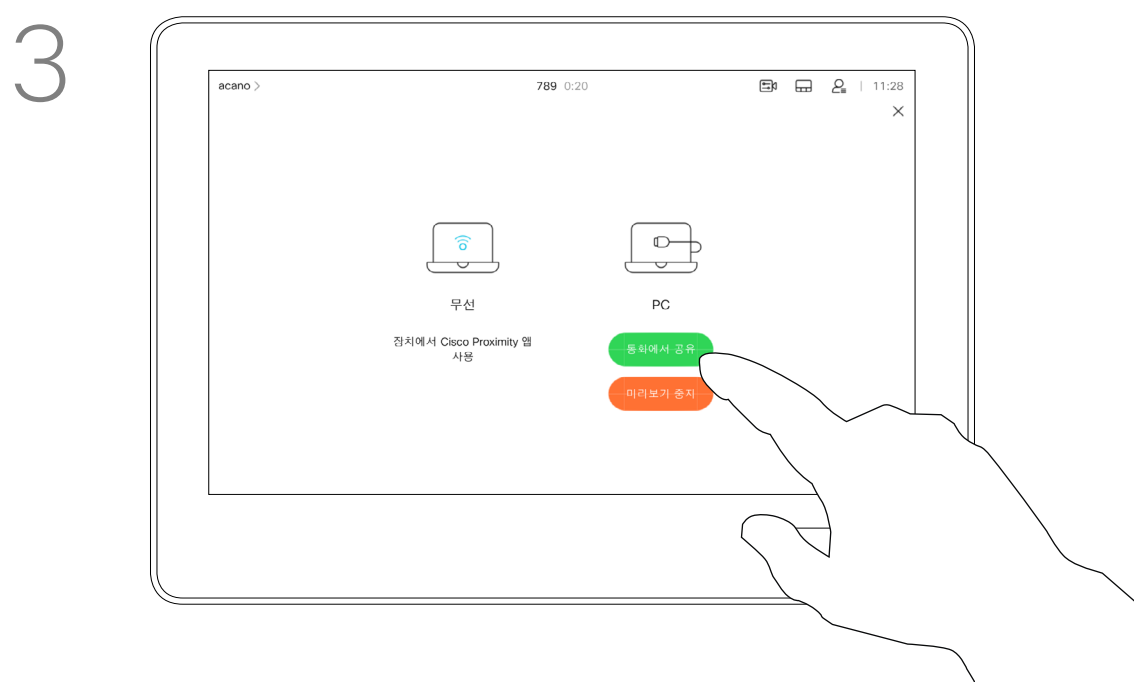 3
acano >
789 0:20
11:28
무선
PC
장치에서 Cisco Proximity 앱
사용
통화에서 공유
미리보기 중지